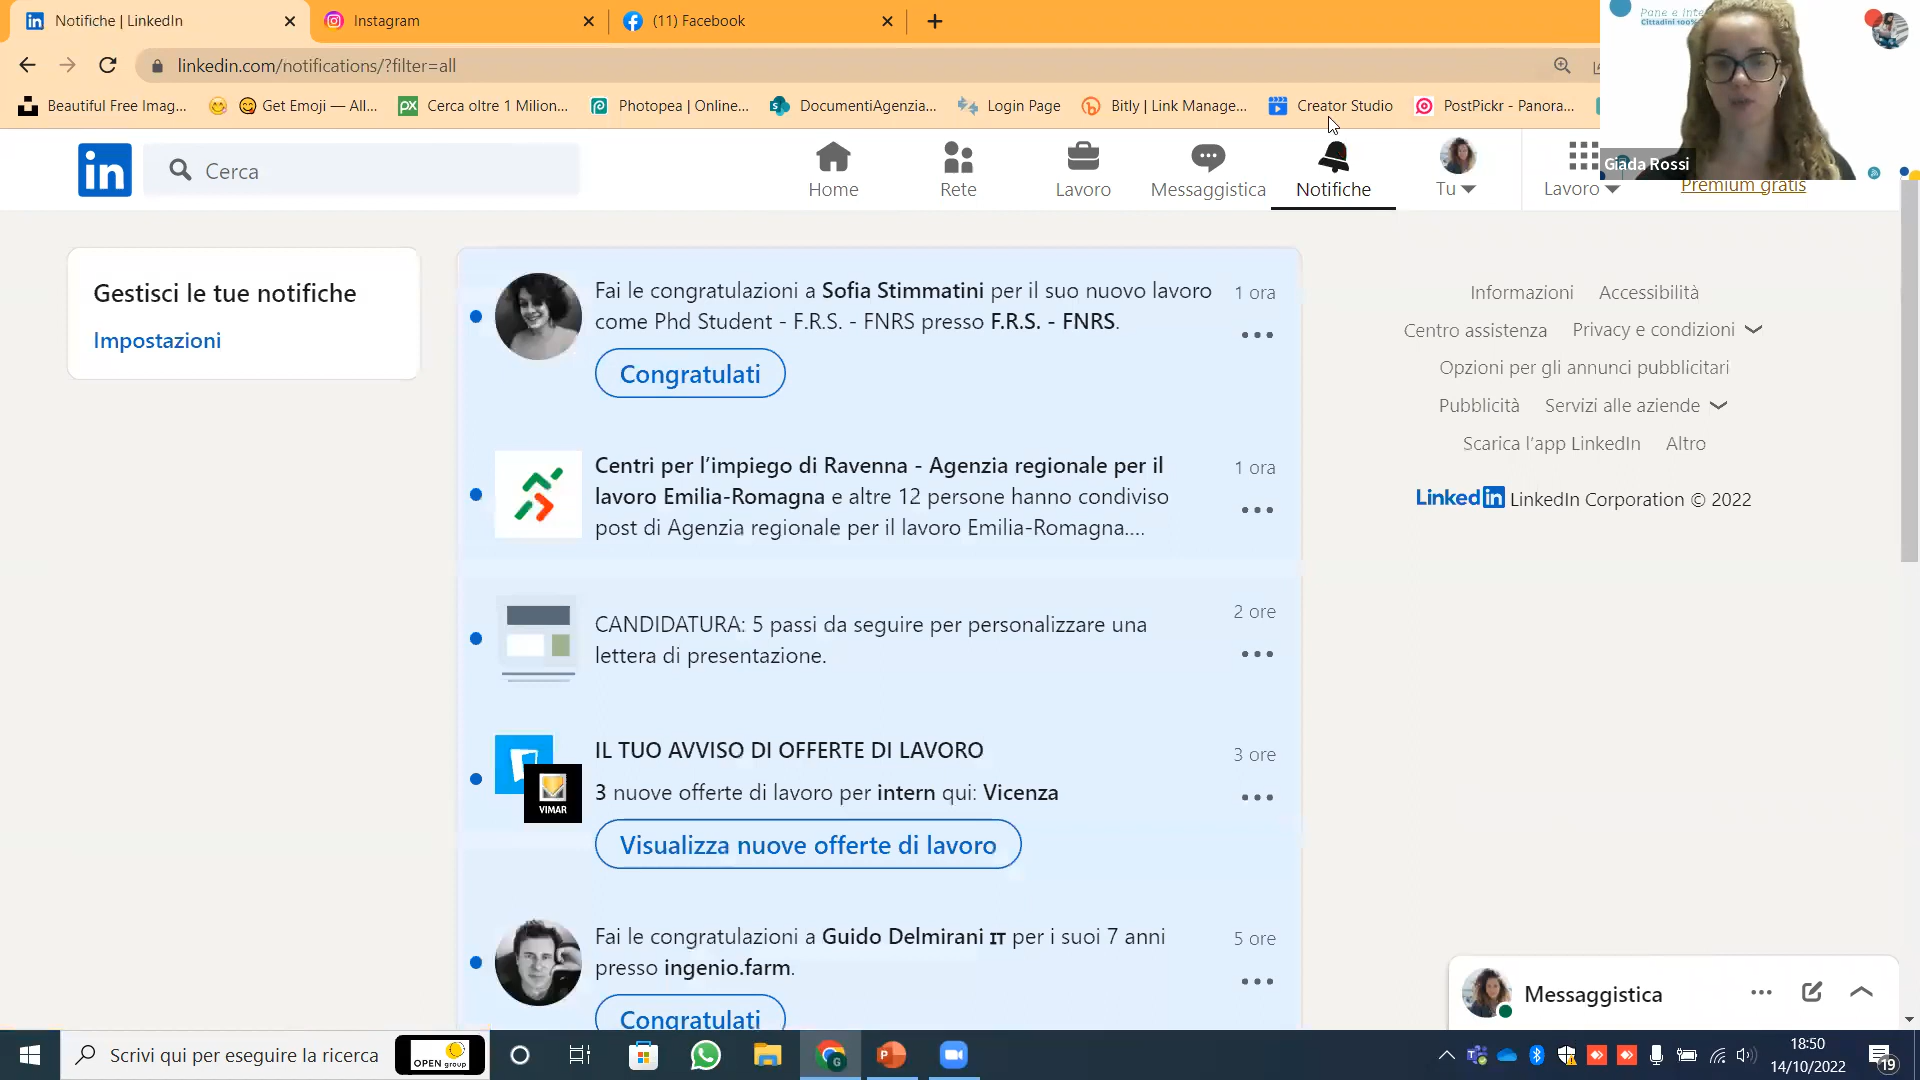 Notifiche | LinkedIn
Instagram
(11) Facebook
linkedin.com/notifications/?filter=all
Beautiful Free Imag...
Get Emoji — All...
Cerca oltre 1 Milion...
Photopea | Online...
DocumentiAgenzia...
Login Page
Bitly | Link Manage...
Creator Studio
PostPickr - Panora...
Cittadini 100%
Giada Rossi
in
Cerca
Home
Rete
Lavoro
Messaggistica
Notifiche
Tu
Lavoro
Premium gratis
Gestisci le tue notifiche
Impostazioni
Fai le congratulazioni a Sofia Stimmatini per il suo nuovo lavoro
come Phd Student - F.R.S. - FNRS presso F.R.S. - FNRS.
1 ora
Congratulati
Centri per l’impiego di Ravenna - Agenzia regionale per il
lavoro Emilia-Romagna e altre 12 persone hanno condiviso
post di Agenzia regionale per il lavoro Emilia-Romagna....
1 ora
CANDIDATURA: 5 passi da seguire per personalizzare una
lettera di presentazione.
2 ore
VIMAR
IL TUO AVVISO DI OFFERTE DI LAVORO
3 nuove offerte di lavoro per intern qui: Vicenza
3 ore
Visualizza nuove offerte di lavoro
Fai le congratulazioni a Guido Delmirani IT per i suoi 7 anni
presso ingenio.farm.
5 ore
Congratulati
Informazioni Accessibilità
Centro assistenza Privacy e condizioni
Opzioni per gli annunci pubblicitari
Pubblicità Servizi alle aziende
Scarica l’app LinkedIn Altro
LinkedIn LinkedIn Corporation © 2022
Messaggistica
Scrivi qui per eseguire la ricerca
OPEN group
18:50
14/10/2022
19